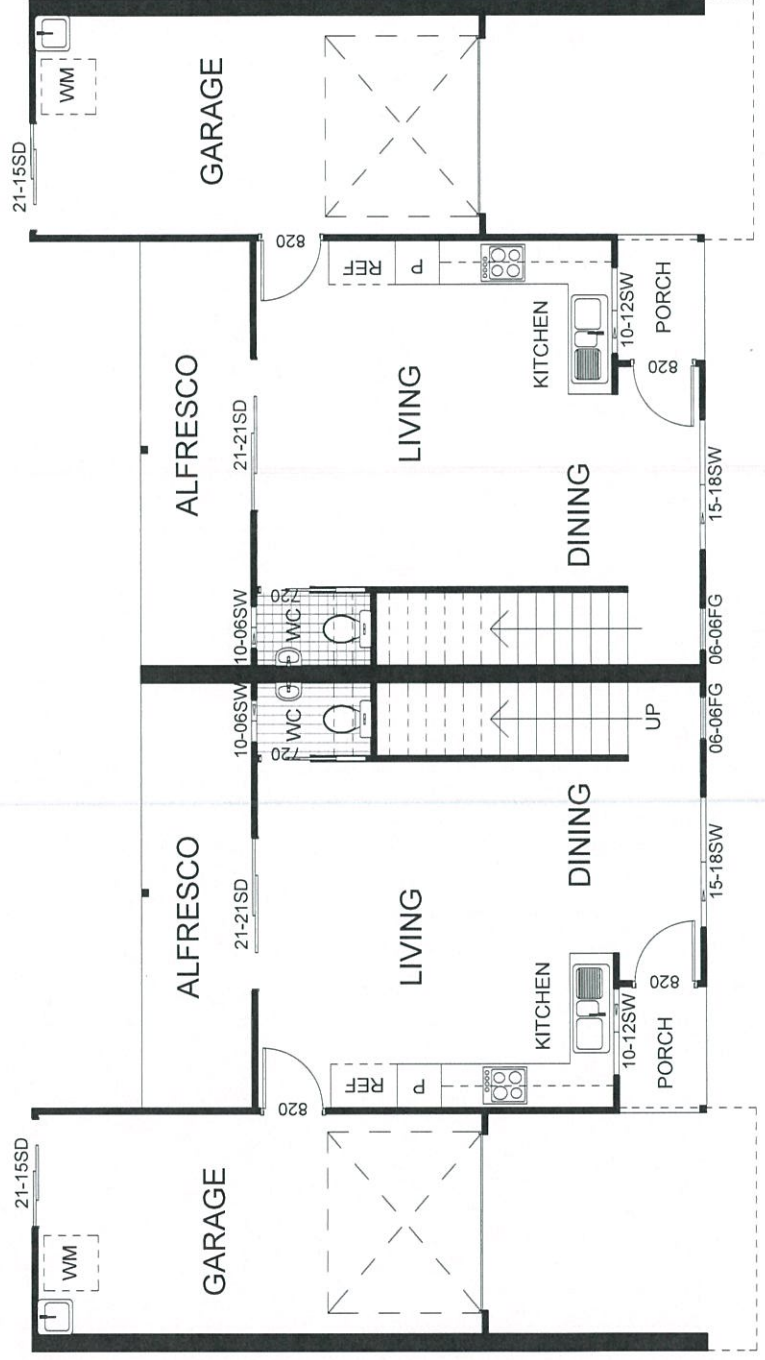 21-15SD
21-15SD
WM
WM
ALFRESCO
ALFRESCO
GARAGE
GARAGE
21-21SD
10-06SW
10-06SW
21-21SD
820
720
WC
WC
720
820
REF
REF
LIVING
LIVING
P
P
KITCHEN
KITCHEN
DINING
DINING
10-12SW
10-12SW
UP
820
820
PORCH
PORCH
15-18SW
06-06FG
06-06FG
15-18SW